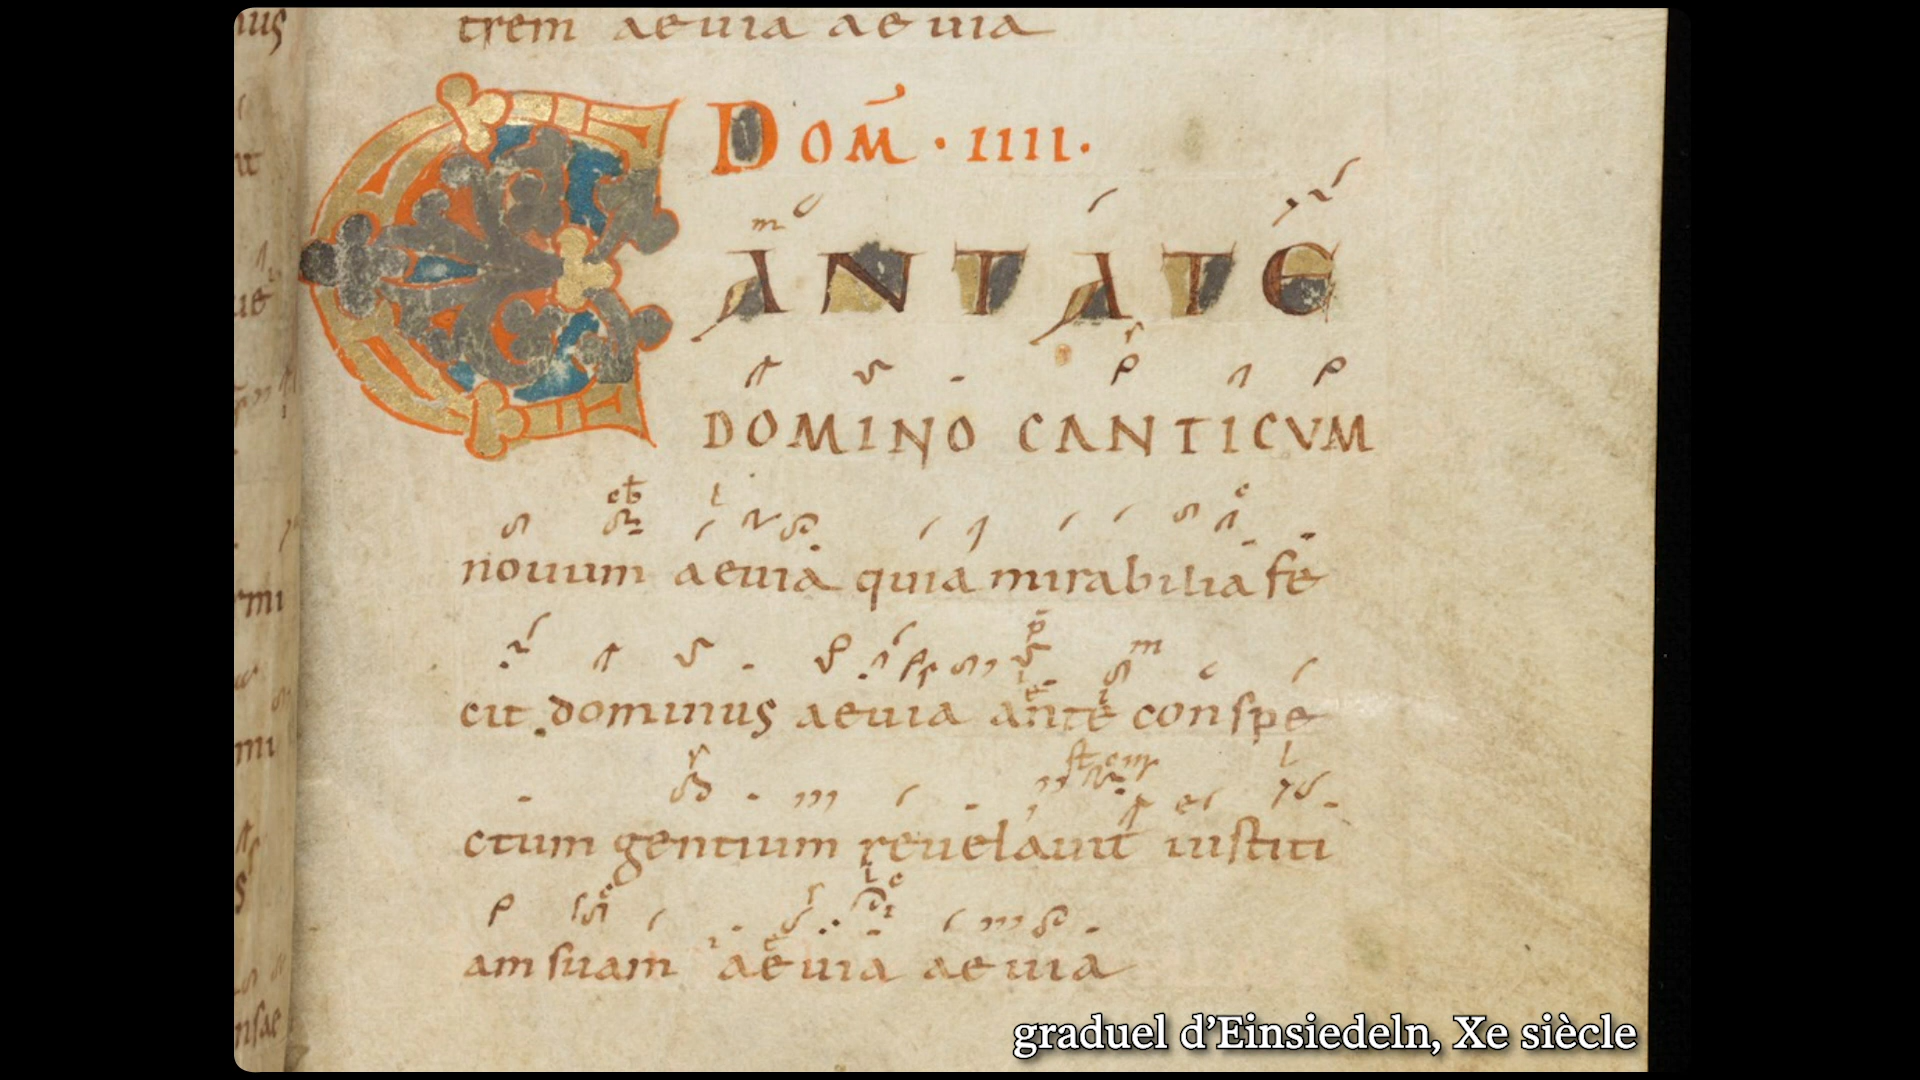 trem aeuia aeuia
DOM · IIII ·
CANTATE
DOMINO CANTICVM
nouum aeuia quia mirabilia fe
cit dominus aeuia ante conspe
ctum gentium reuelauit iustiti
am suam aeuia aeuia
graduel d’Einsiedeln, Xe siècle